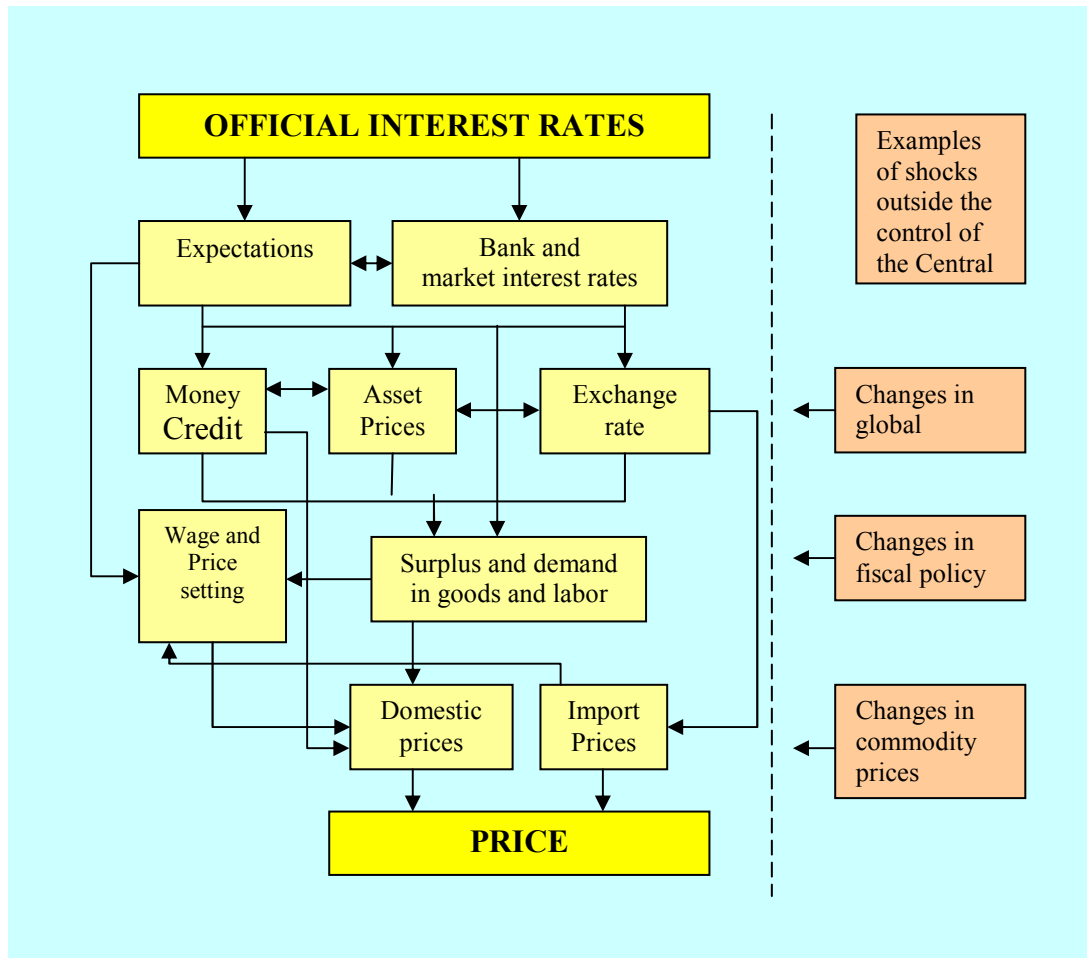 OFFICIAL INTEREST RATES
Examples
of shocks
outside the
control of
the Central
Expectations
Bank and
market interest rates
Money
Credit
Asset
Prices
Exchange
rate
Changes in
global
Wage and
Price
setting
Surplus and demand
in goods and labor
Changes in
fiscal policy
Domestic
prices
Import
Prices
Changes in
commodity
prices
PRICE